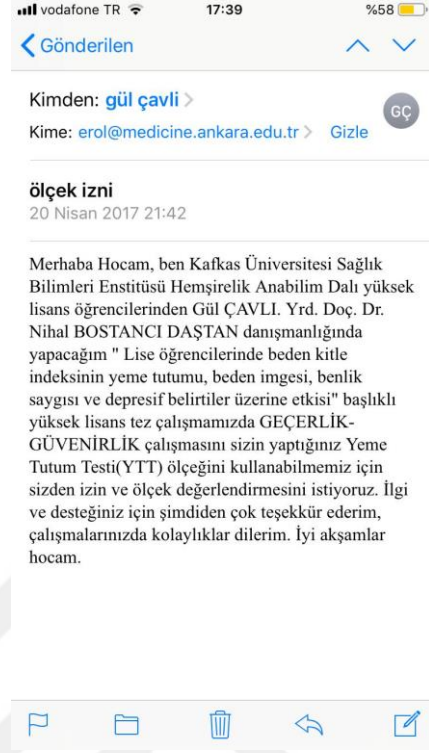 vodafone TR 17:39 %58
Gönderilen
Kimden: gül çavli
GÇ
Kime: erol@medicine.ankara.edu.tr Gizle
ölçek izni
20 Nisan 2017 21:42
Merhaba Hocam, ben Kafkas Üniversitesi Sağlık
Bilimleri Enstitüsü Hemşirelik Anabilim Dalı yüksek
lisans öğrencilerinden Gül ÇAVLI. Yrd. Doç. Dr.
Nihal BOSTANCI DAŞTAN danışmanlığında
yapacağım " Lise öğrencilerinde beden kitle
indeksinin yeme tutumu, beden imgesi, benlik
saygısı ve depresif belirtiler üzerine etkisi" başlıklı
yüksek lisans tez çalışmamızda GEÇERLİK-
GÜVENİRLİK çalışmasını sizin yaptığınız Yeme
Tutum Testi(YTT) ölçeğini kullanabilmemiz için
sizden izin ve ölçek değerlendirmesini istiyoruz. İlgi
ve desteğiniz için şimdiden çok teşekkür ederim,
çalışmalarınızda kolaylıklar dilerim. İyi akşamlar
hocam.